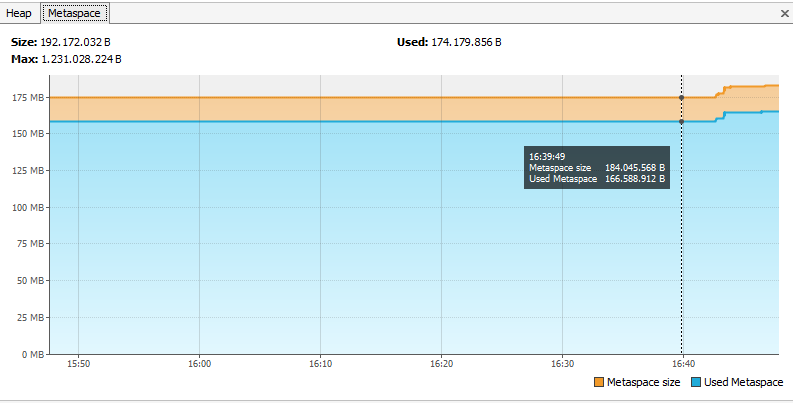 Heap Metaspace
Size: 192.172.032 B Used: 174.179.856 B
Max: 1.231.028.224 B
175 MB
150 MB
125 MB
100 MB
75 MB
50 MB
25 MB
0 MB
16:39:49
Metaspace size 184.045.568 B
Used Metaspace 166.588.912 B
15:50 16:00 16:10 16:20 16:30 16:40
Metaspace size Used Metaspace